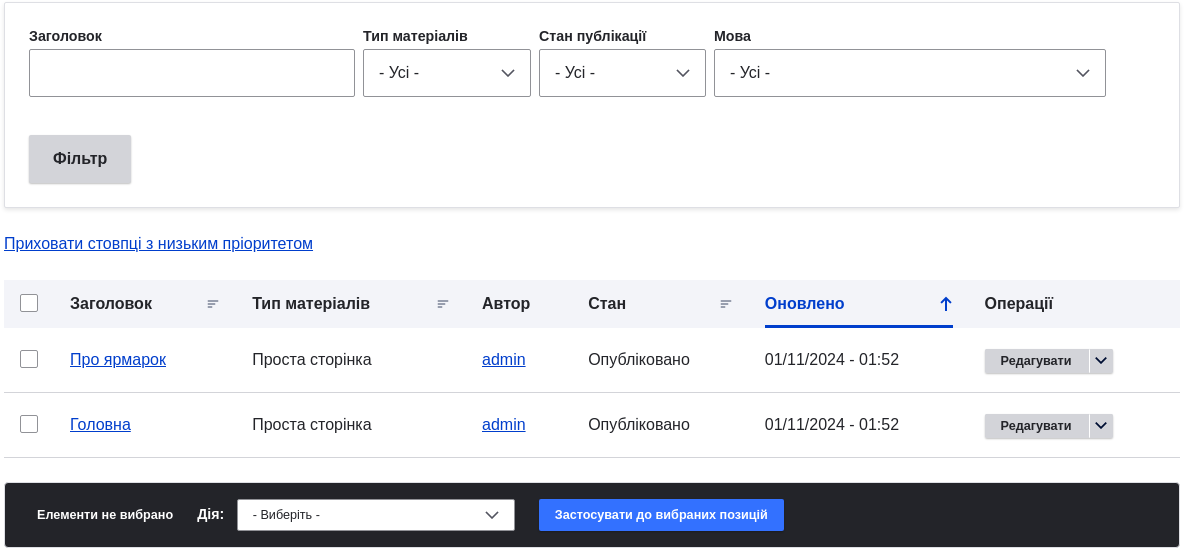 Заголовок Тип матеріалів Стан публікації Мова
- Усі - - Усі - - Усі -
Фільтр
Приховати стовпці з низьким пріоритетом
Заголовок Тип матеріалів Автор Стан Оновлено Операції
Про ярмарок Проста сторінка admin Опубліковано 01/11/2024 - 01:52 Редагувати
Головна Проста сторінка admin Опубліковано 01/11/2024 - 01:52 Редагувати
Елементи не вибрано Дія: - Виберіть - Застосувати до вибраних позицій